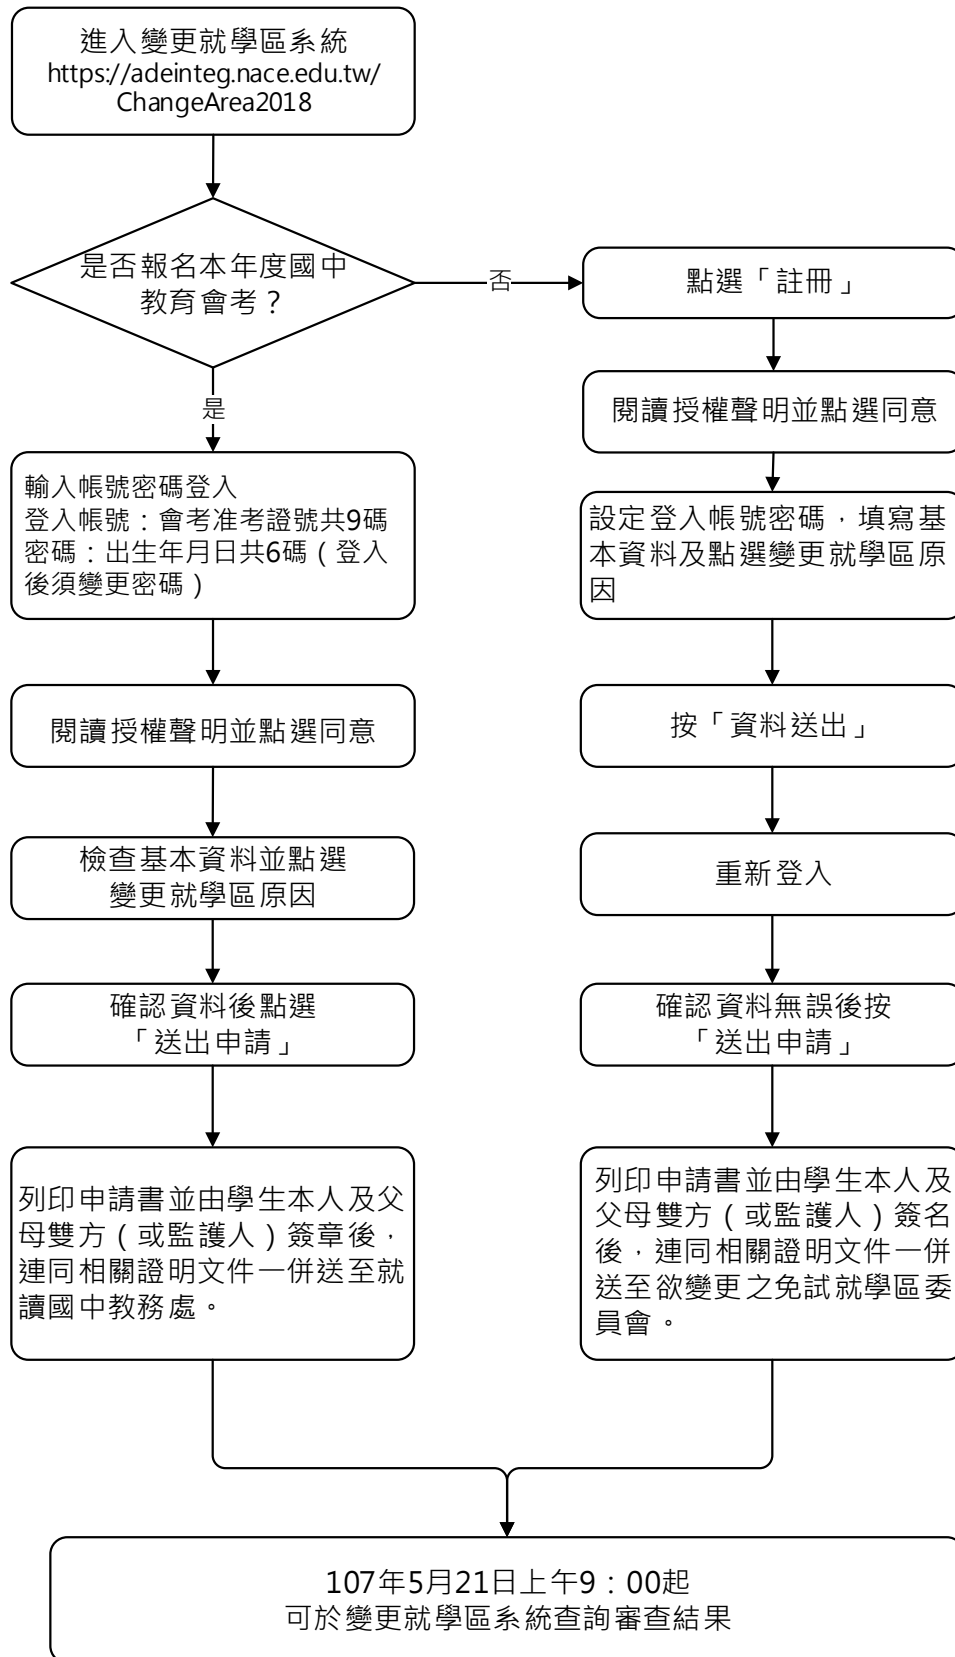 進入變更就學區系統
https://adeinteg.nace.edu.tw/
ChangeArea2018
是否報名本年度國中
教育會考？
否
是
輸入帳號密碼登入
登入帳號：會考准考證號共9碼
密碼：出生年月日共6碼（登入
後須變更密碼）
閱讀授權聲明並點選同意
檢查基本資料並點選
變更就學區原因
確認資料後點選
「送出申請」
列印申請書並由學生本人及父
母雙方（或監護人）簽章後，
連同相關證明文件一併送至就
讀國中教務處。
點選「註冊」
閱讀授權聲明並點選同意
設定登入帳號密碼，填寫基
本資料及點選變更就學區原
因
按「資料送出」
重新登入
確認資料無誤後按
「送出申請」
列印申請書並由學生本人及
父母雙方（或監護人）簽名
後，連同相關證明文件一併
送至欲變更之免試就學區委
員會。
107年5月21日上午9：00起
可於變更就學區系統查詢審查結果